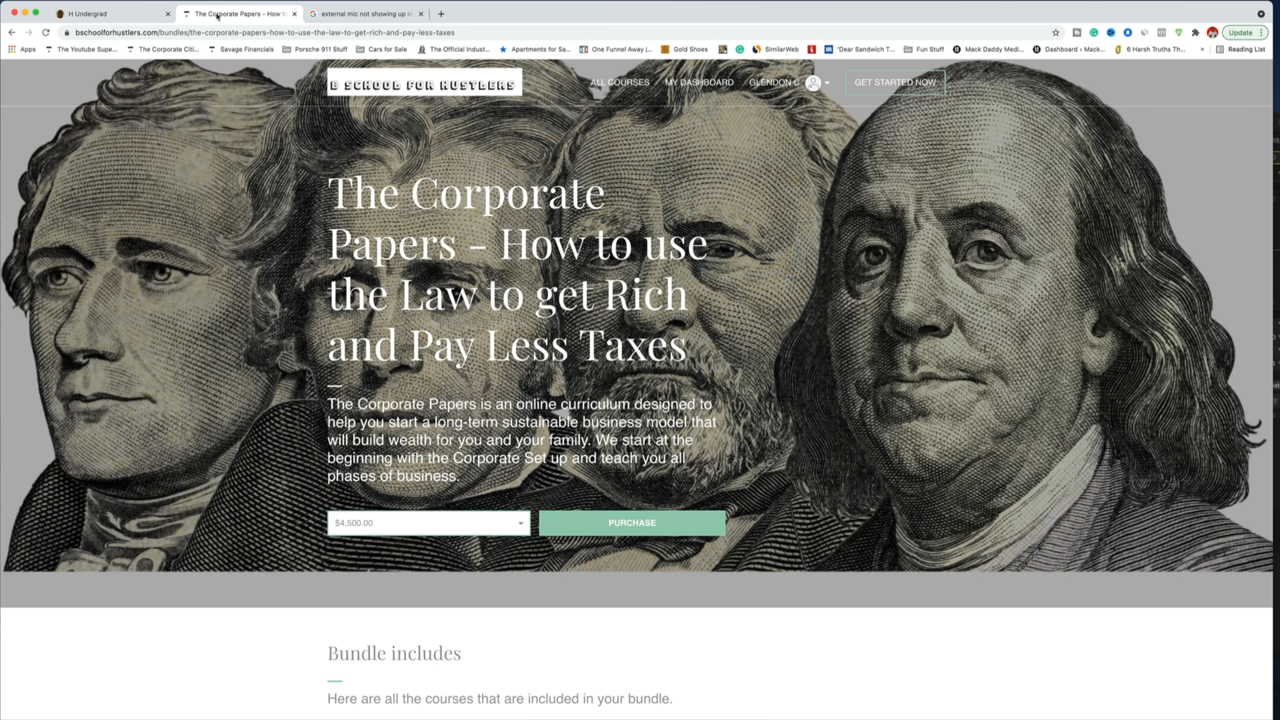 H Undergrad
The Corporate Papers - How to
external mic not showing up in
bschoolforhustlers.com/bundles/the-corporate-papers-how-to-use-the-law-to-get-rich-and-pay-less-taxes
Update
Apps
The Youtube Supe...
The Corporate Citi...
Savage Financials
Porsche 911 Stuff
Cars for Sale
The Official Indust...
Apartments for Sa...
One Funnel Away |...
Gold Shoes
SimilarWeb
"Dear Sandwich T...
Fun Stuff
Mack Daddy Medi...
Dashboard ‹ Mack...
6 Harsh Truths Th...
»
Reading List
B SCHOOL FOR HUSTLERS
ALL COURSES
MY DASHBOARD
GLENDON C
GET STARTED NOW
The Corporate
Papers - How to use
the Law to get Rich
and Pay Less Taxes
The Corporate Papers is an online curriculum designed to
help you start a long-term sustainable business model that
will build wealth for you and your family. We start at the
beginning with the Corporate Set up and teach you all
phases of business.
$4,500.00
PURCHASE
Bundle includes
Here are all the courses that are included in your bundle.